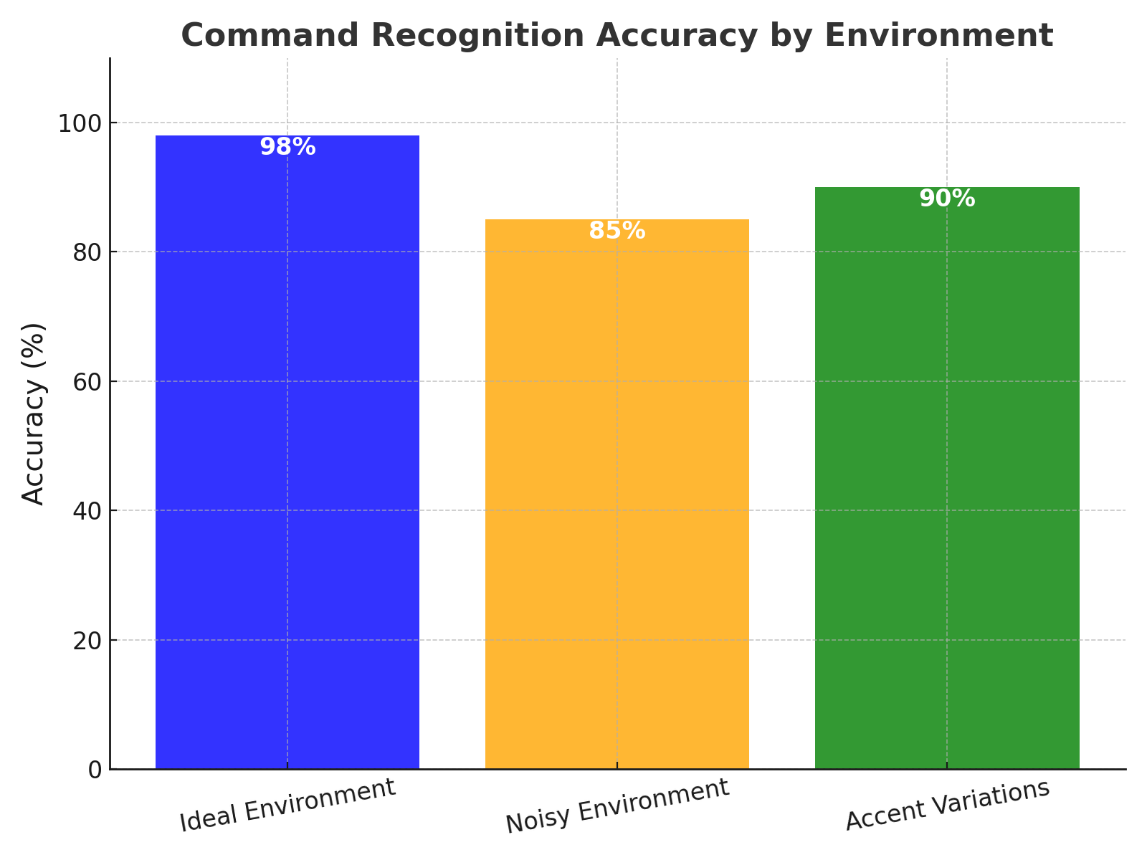 Command Recognition Accuracy by Environment
Accuracy (%)
100
80
60
40
20
0
98%
85%
90%
Ideal Environment
Noisy Environment
Accent Variations